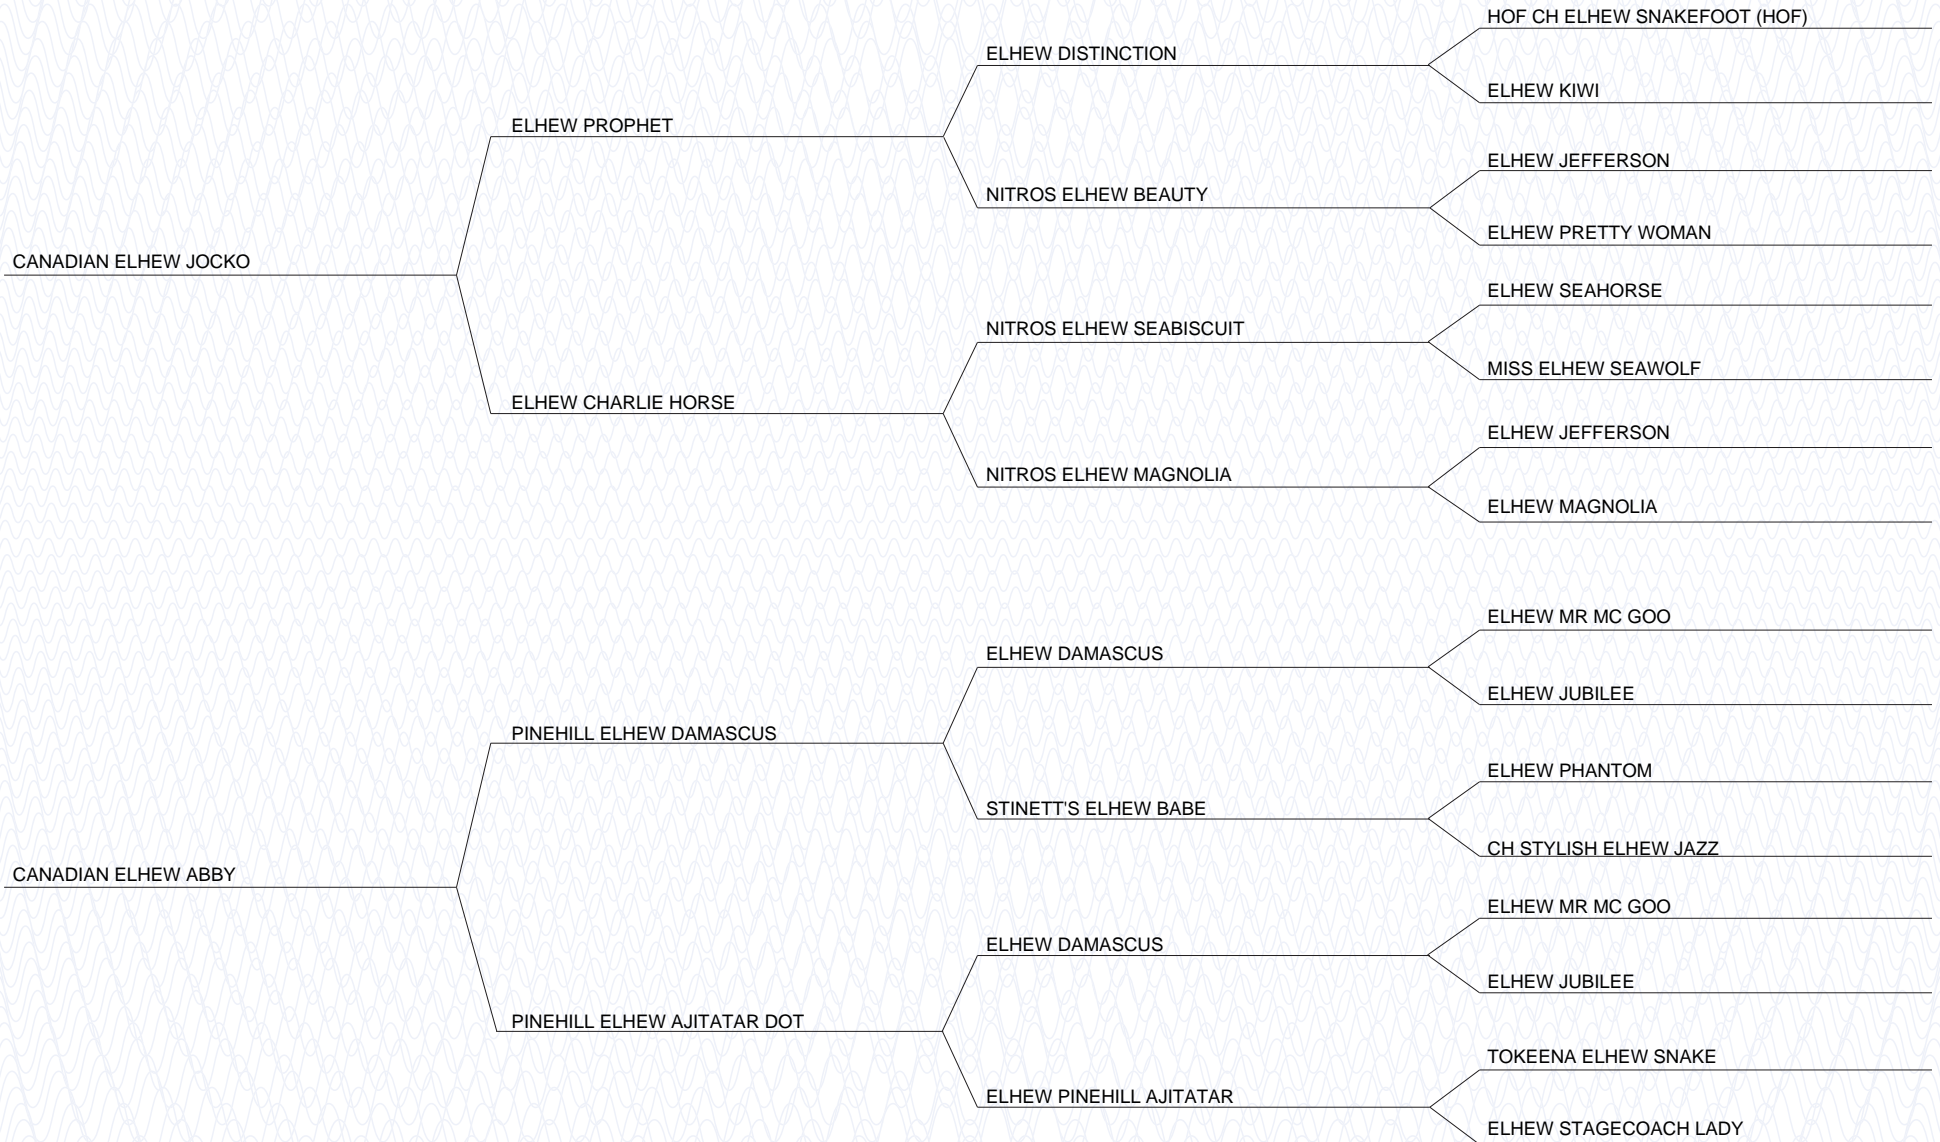 HOF CH ELHEW SNAKEFOOT (HOF)
ELHEW DISTINCTION
ELHEW KIWI
ELHEW PROPHET
ELHEW JEFFERSON
NITROS ELHEW BEAUTY
ELHEW PRETTY WOMAN
CANADIAN ELHEW JOCKO
ELHEW SEAHORSE
NITROS ELHEW SEABISCUIT
MISS ELHEW SEAWOLF
ELHEW CHARLIE HORSE
ELHEW JEFFERSON
NITROS ELHEW MAGNOLIA
ELHEW MAGNOLIA
ELHEW MR MC GOO
ELHEW DAMASCUS
ELHEW JUBILEE
PINEHILL ELHEW DAMASCUS
ELHEW PHANTOM
STINETT'S ELHEW BABE
CH STYLISH ELHEW JAZZ
CANADIAN ELHEW ABBY
ELHEW MR MC GOO
ELHEW DAMASCUS
ELHEW JUBILEE
PINEHILL ELHEW AJITATAR DOT
TOKEENA ELHEW SNAKE
ELHEW PINEHILL AJITATAR
ELHEW STAGECOACH LADY